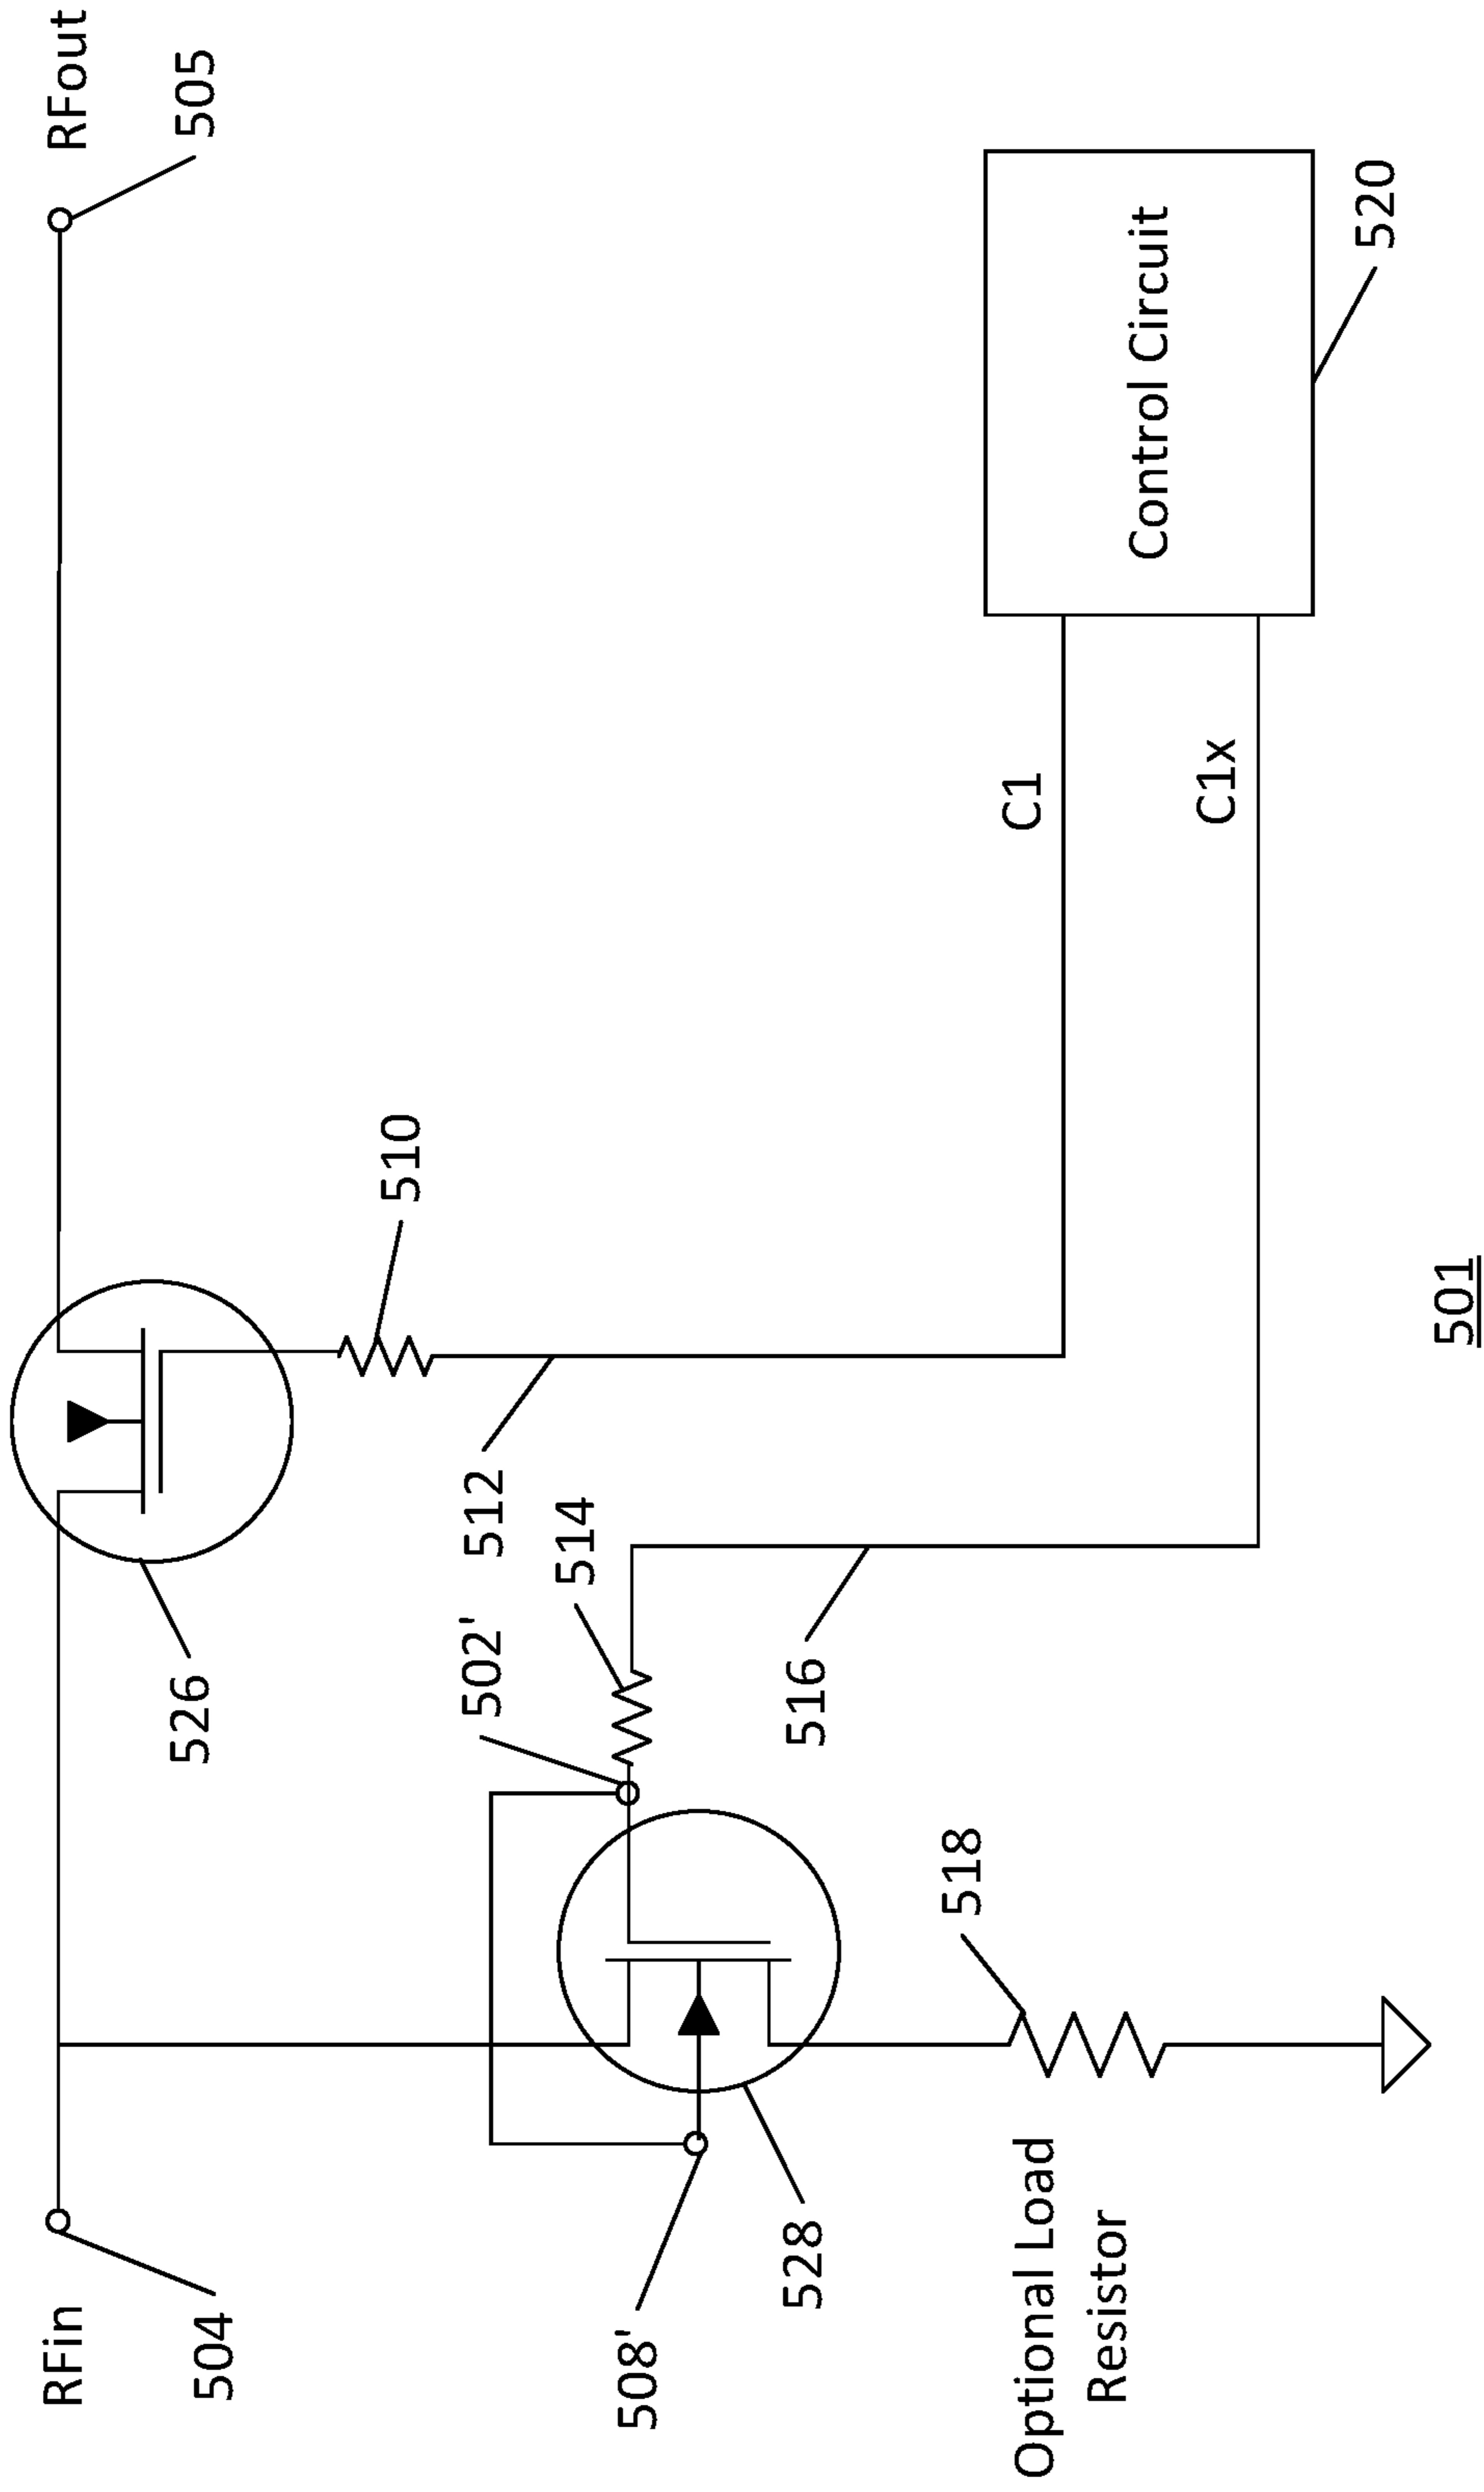 RFin
504
526
RFout
505
508'
528
502'
514
512
510
516
518
Optional Load
Resistor
C1
C1x
Control Circuit
520
501